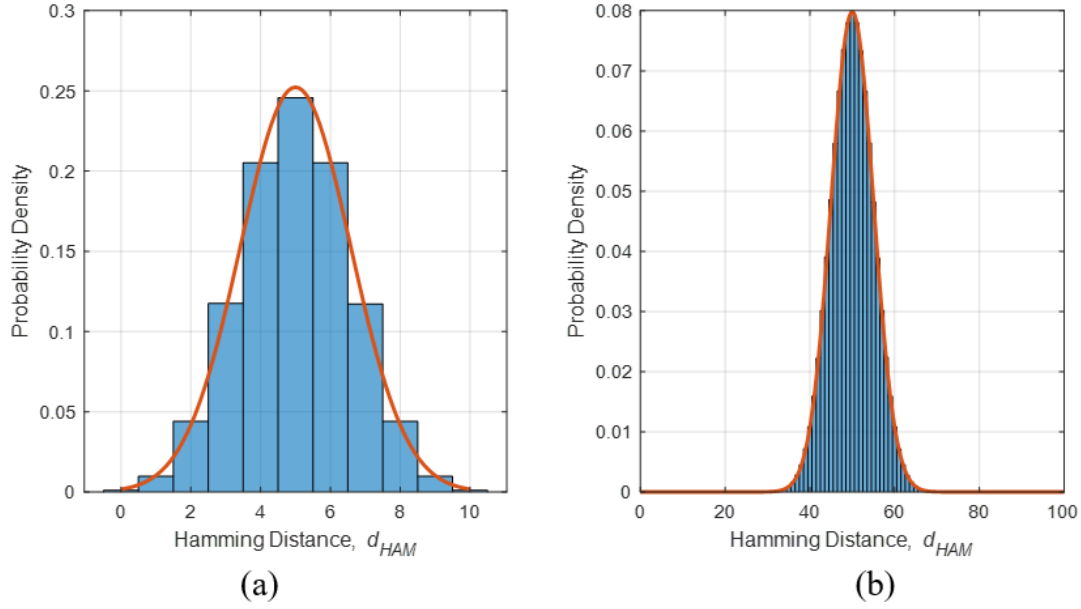 0.3
0.25
0.2
0.15
0.1
0.05
0
Probability Density
0 2 4 6 8 10
Hamming Distance, d_HAM
(a)
0.08
0.07
0.06
0.05
0.04
0.03
0.02
0.01
0
Probability Density
0 20 40 60 80 100
Hamming Distance, d_HAM
(b)